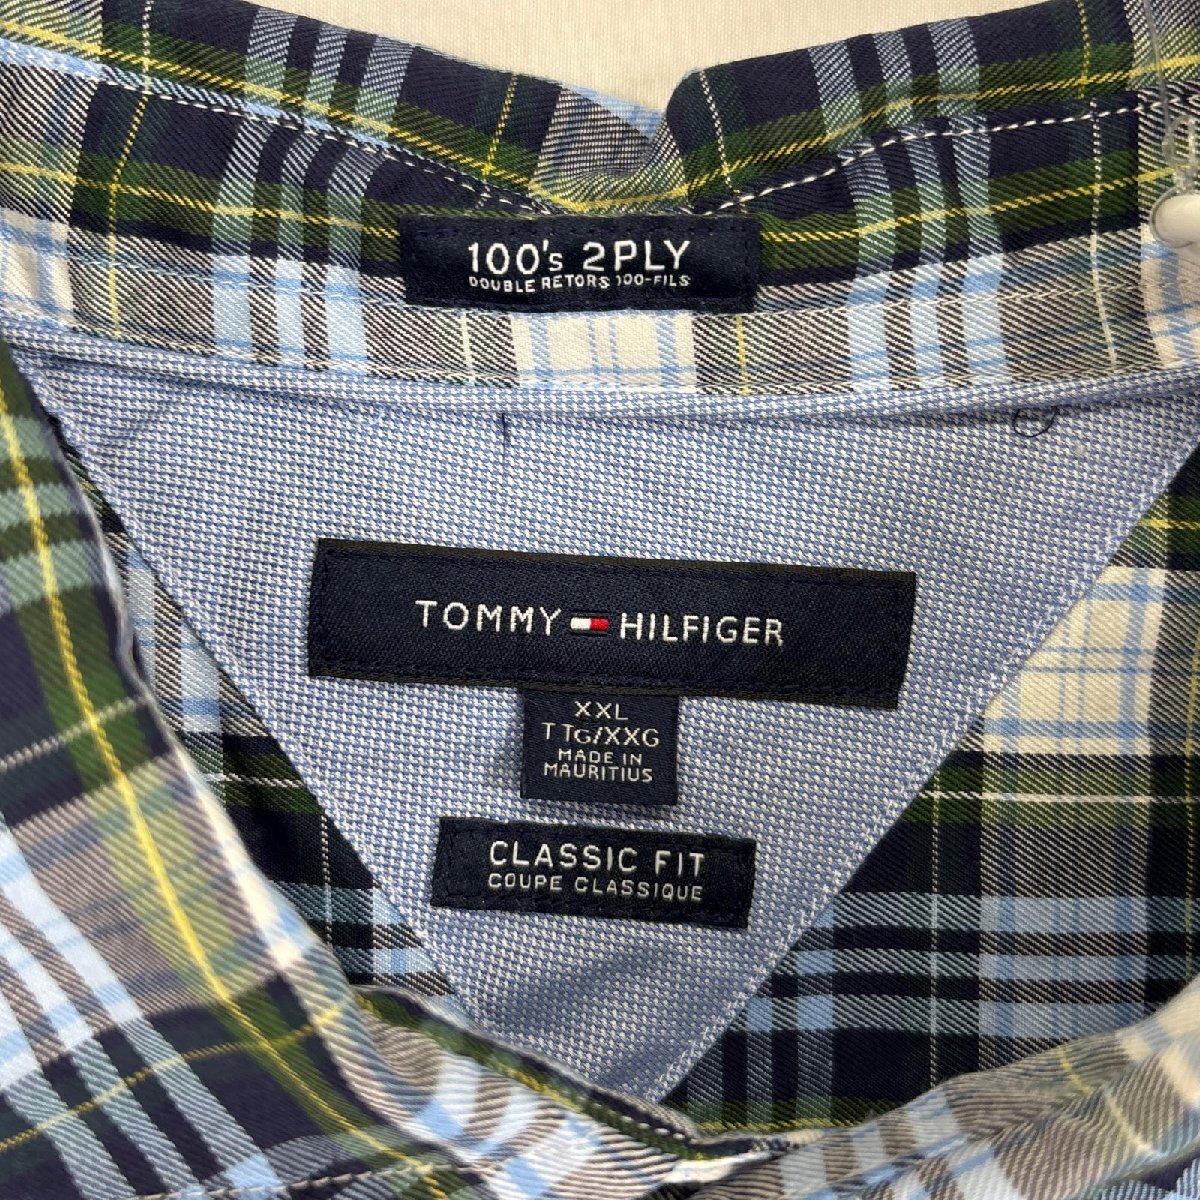 100's 2PLY
DOUBLE RETORS 100-FILS
TOMMY HILFIGER
XXL
TTG/XXG
MADE IN
MAURITIUS
CLASSIC FIT
COUPE CLASSIQUE